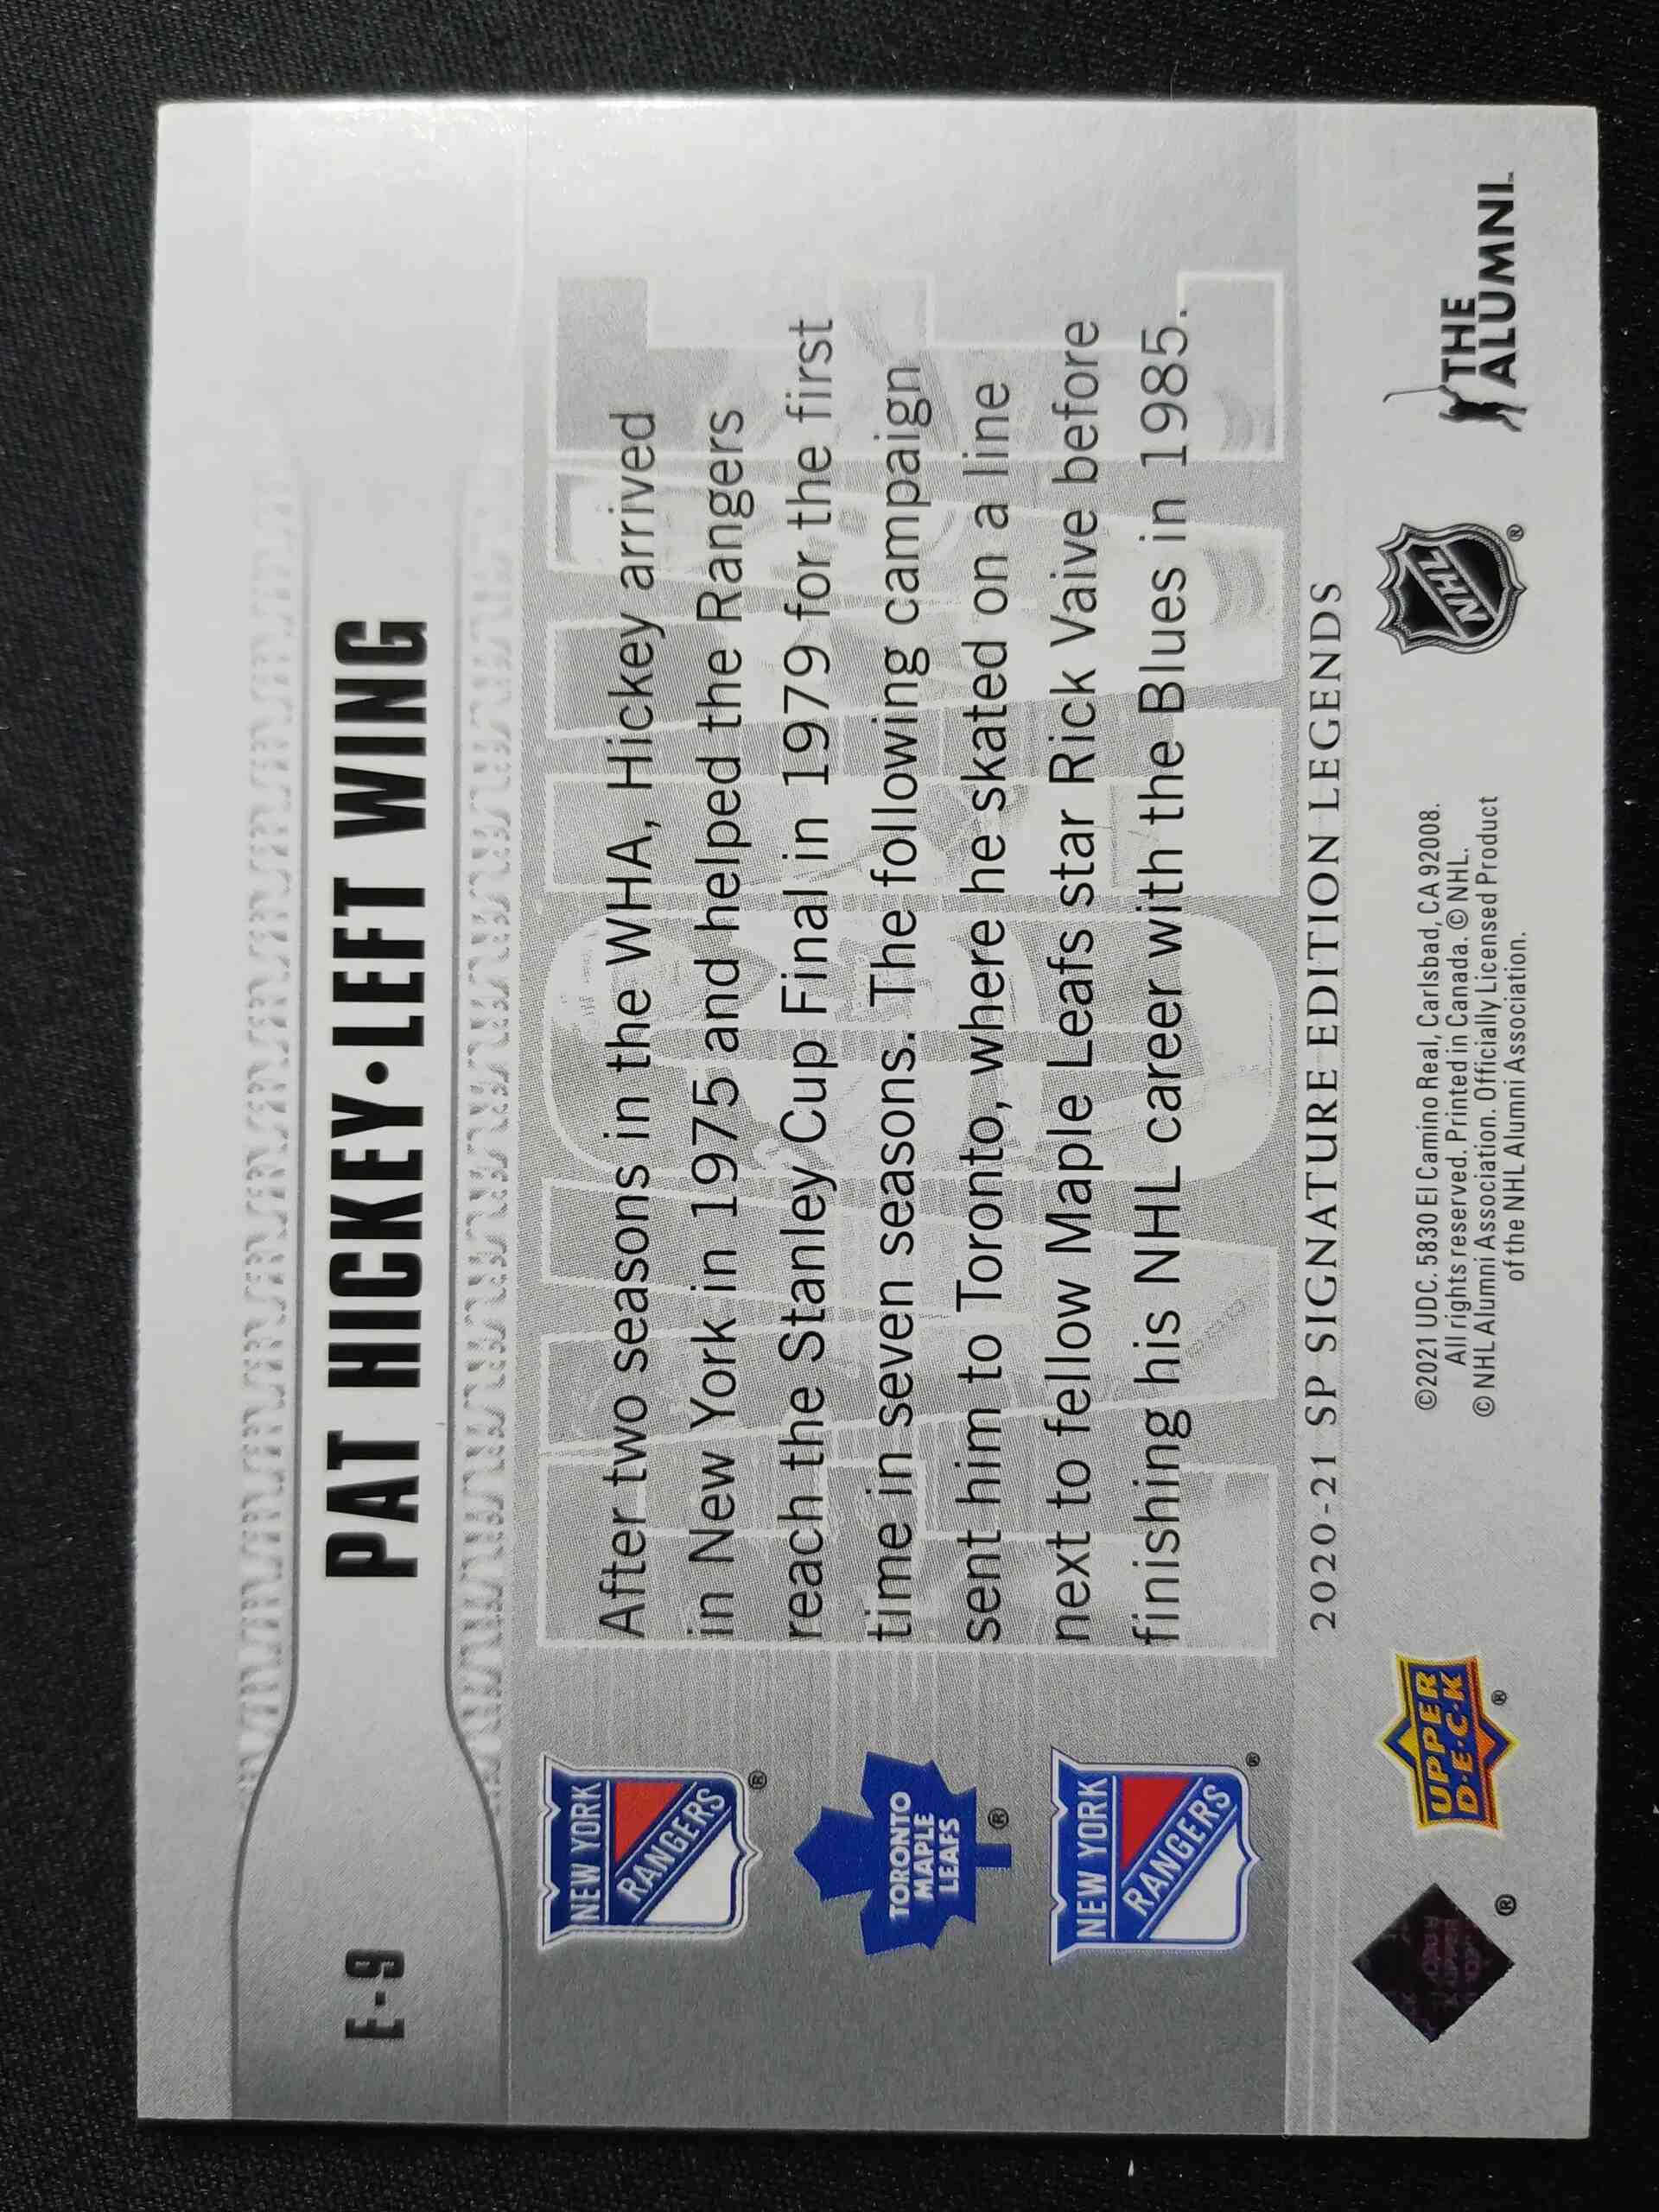 E-9
PAT HICKEY • LEFT WING
NEW YORK
RANGERS
®
TORONTO
MAPLE
LEAFS
®
NEW YORK
RANGERS
®
After two seasons in the WHA, Hickey arrived
in New York in 1975 and helped the Rangers
reach the Stanley Cup Final in 1979 for the first
time in seven seasons. The following campaign
sent him to Toronto, where he skated on a line
next to fellow Maple Leafs star Rick Vaive before
finishing his NHL career with the Blues in 1985.
2020-21 SP SIGNATURE EDITION LEGENDS
®
UPPER
D•E•C•K
®
©2021 UDC. 5830 El Camino Real, Carlsbad, CA 92008.
All rights reserved. Printed in Canada. © NHL.
© NHL Alumni Association. Officially Licensed Product
of the NHL Alumni Association.
NHL
®
THE
ALUMNI™